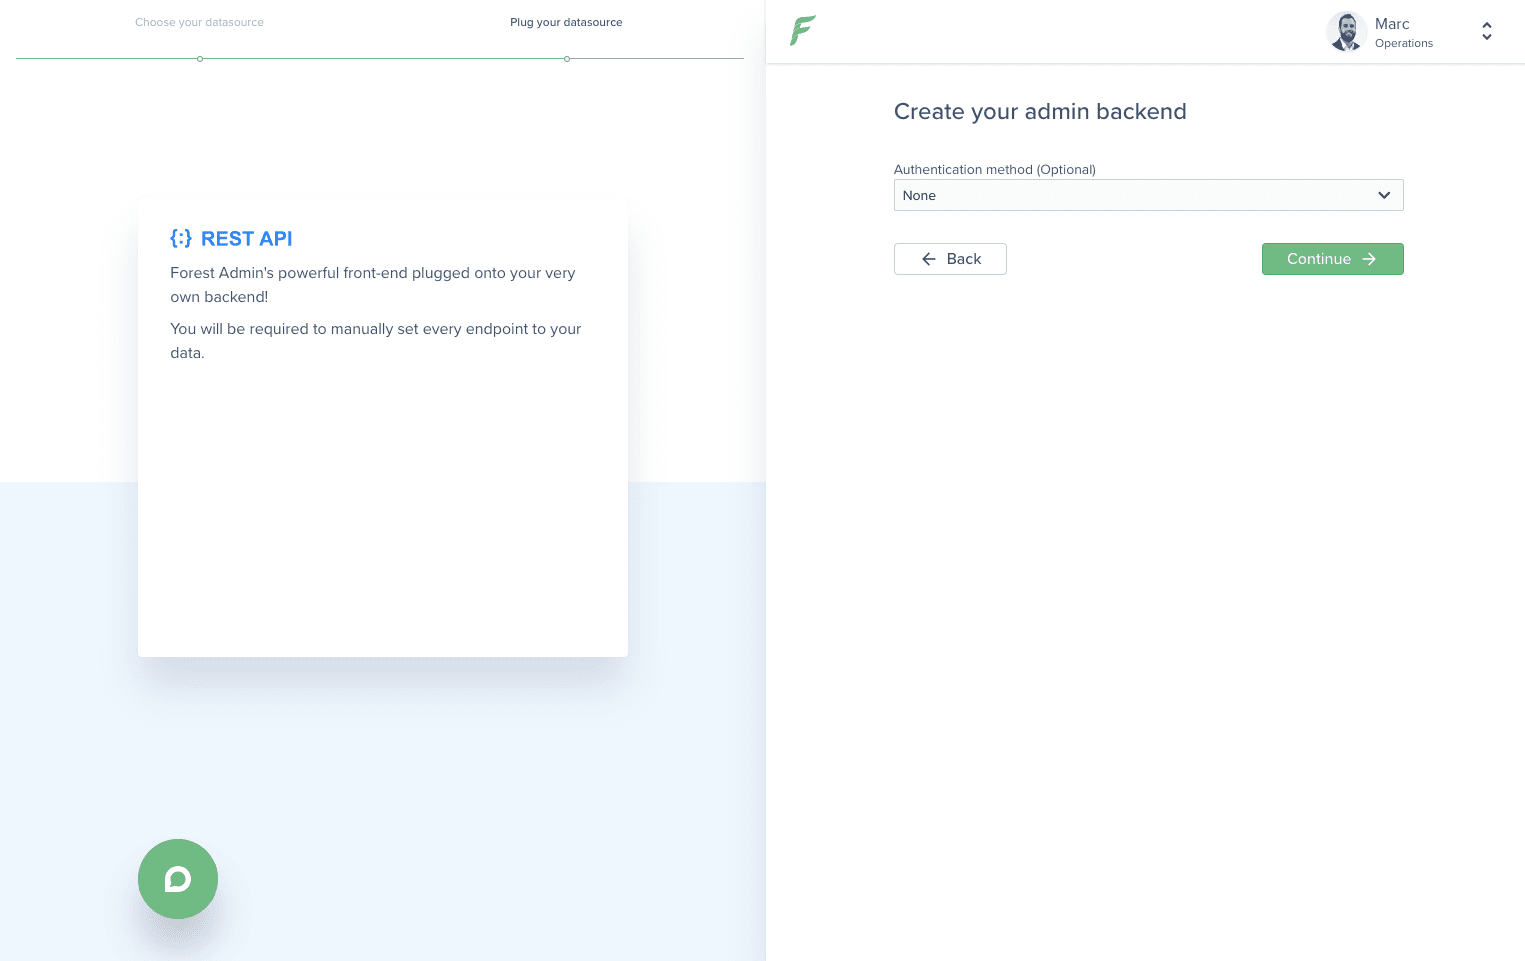 Choose your datasource
Plug your datasource
REST API
Forest Admin's powerful front-end plugged onto your very
own backend!
You will be required to manually set every endpoint to your
data.
Marc
Operations
Create your admin backend
Authentication method (Optional)
None
Back
Continue